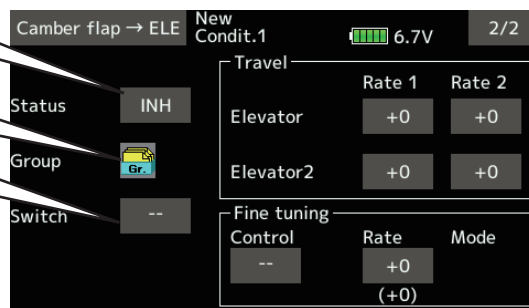 Camber flap → ELE
New
Condit.1
6.7V
2/2
Status INH
Group Gr.
Switch --
Travel
Rate 1 Rate 2
Elevator +0 +0
Elevator2 +0 +0
Fine tuning
Control Rate Mode
-- +0
(+0)